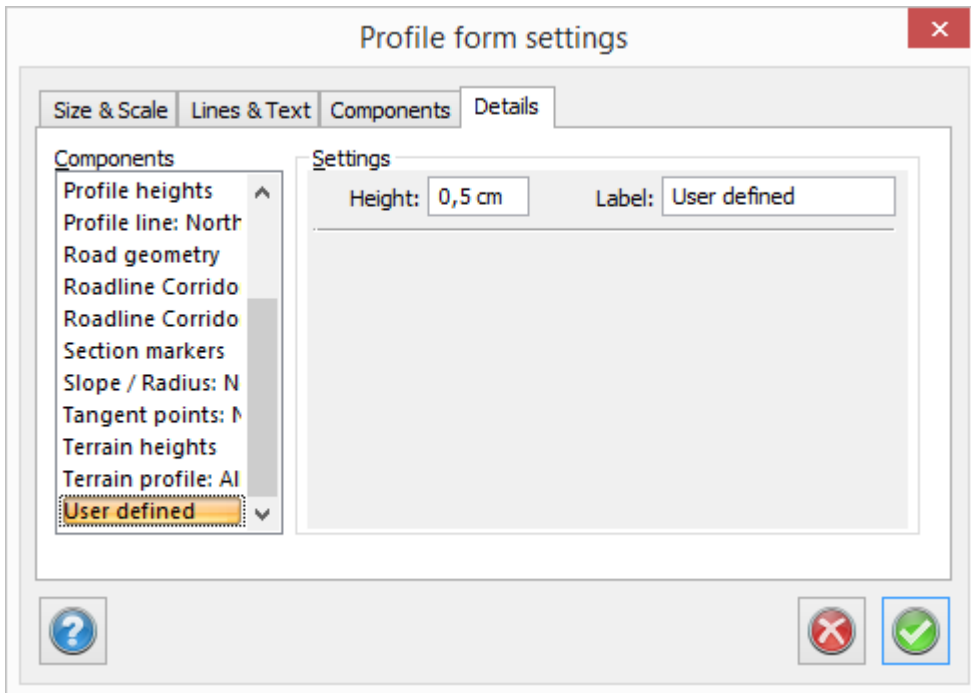 Profile form settings
Size & Scale
Lines & Text
Components
Details
Components
Profile heights
Profile line: North
Road geometry
Roadline Corrido
Roadline Corrido
Section markers
Slope / Radius: N
Tangent points: N
Terrain heights
Terrain profile: Al
User defined
Settings
Height: 0,5 cm
Label: User defined